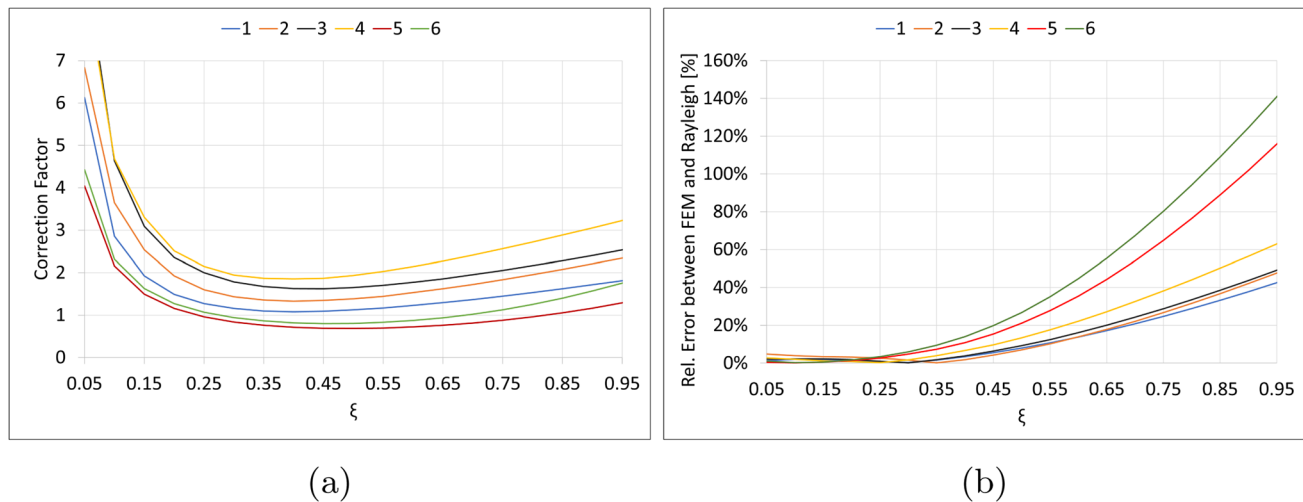 1 2 3 4 5 6
7
6
5
4
3
2
1
0
Correction Factor
0.05 0.15 0.25 0.35 0.45 0.55 0.65 0.75 0.85 0.95
ξ
(a)
1 2 3 4 5 6
160%
140%
120%
100%
80%
60%
40%
20%
0%
Rel. Error between FEM and Rayleigh [%]
0.05 0.15 0.25 0.35 0.45 0.55 0.65 0.75 0.85 0.95
ξ
(b)